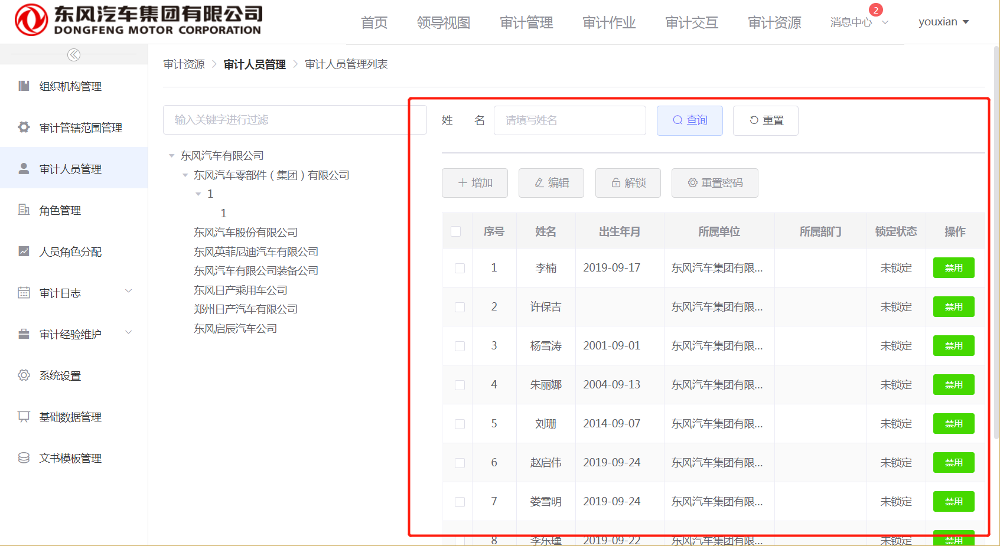 东风汽车集团有限公司
DONGFENG MOTOR CORPORATION
首页 领导视图 审计管理 审计作业 审计交互 审计资源 消息中心 2 youxian
审计资源 审计人员管理 审计人员管理列表
组织机构管理
审计管辖范围管理
审计人员管理
角色管理
人员角色分配
审计日志
审计经验维护
系统设置
基础数据管理
文书模板管理
输入关键字进行过滤
东风汽车有限公司
东风汽车零部件（集团）有限公司
1
1
东风汽车股份有限公司
东风英菲尼迪汽车有限公司
东风汽车有限公司装备公司
东风日产乘用车公司
郑州日产汽车有限公司
东风启辰汽车公司
姓 名 请填写姓名 查询 重置
增加 编辑 解锁 重置密码
序号 姓名 出生年月 所属单位 所属部门 锁定状态 操作
1 李楠 2019-09-17 东风汽车集团有限... 未锁定 禁用
2 许保吉 东风汽车集团有限... 未锁定 禁用
3 杨雪涛 2001-09-01 东风汽车集团有限... 未锁定 禁用
4 朱丽娜 2004-09-13 东风汽车集团有限... 未锁定 禁用
5 刘珊 2014-09-07 东风汽车集团有限... 未锁定 禁用
6 赵启伟 2019-09-24 东风汽车集团有限... 未锁定 禁用
7 娄雪明 2019-09-24 东风汽车集团有限... 未锁定 禁用
8 李乐瑾 2019-09-22 东风汽车集团有限... 未锁定 禁用